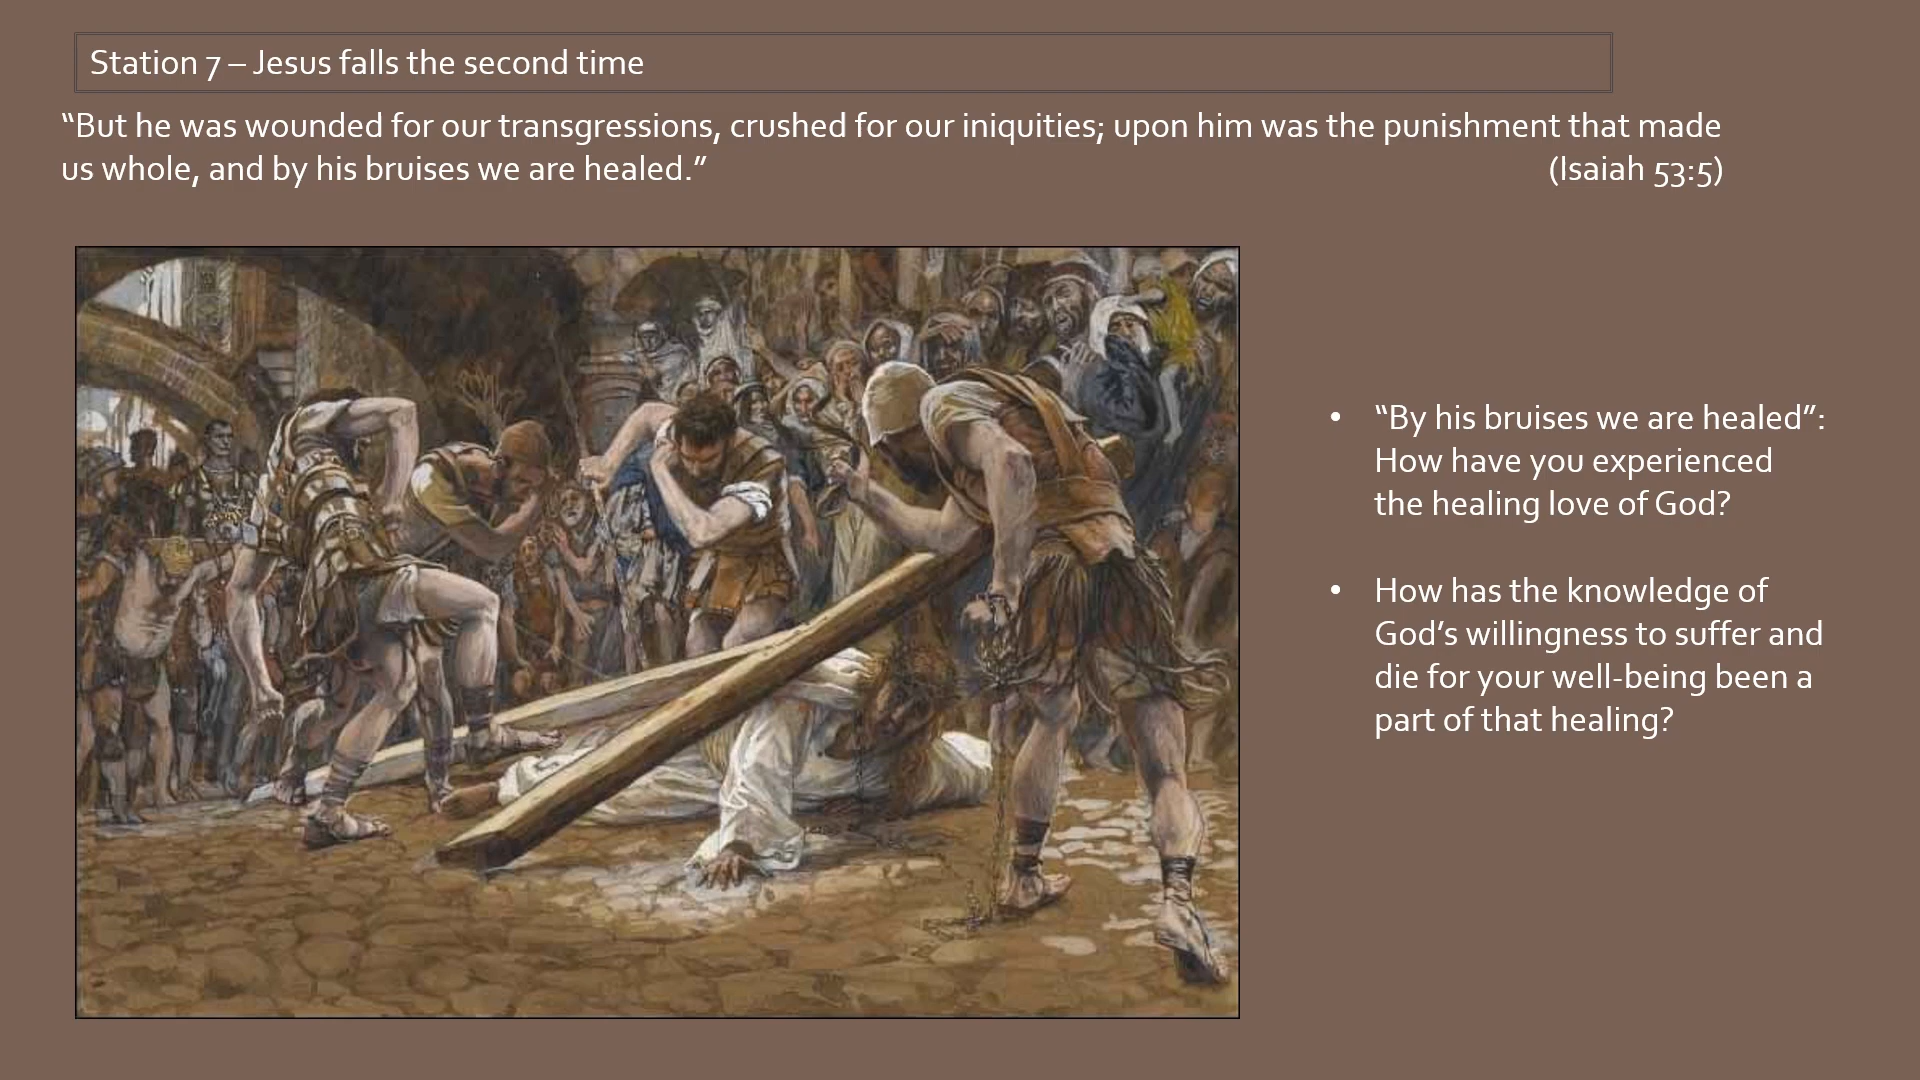 Station 7 – Jesus falls the second time
“But he was wounded for our transgressions, crushed for our iniquities; upon him was the punishment that made
us whole, and by his bruises we are healed.” (Isaiah 53:5)
• “By his bruises we are healed”:
How have you experienced
the healing love of God?
• How has the knowledge of
God’s willingness to suffer and
die for your well-being been a
part of that healing?